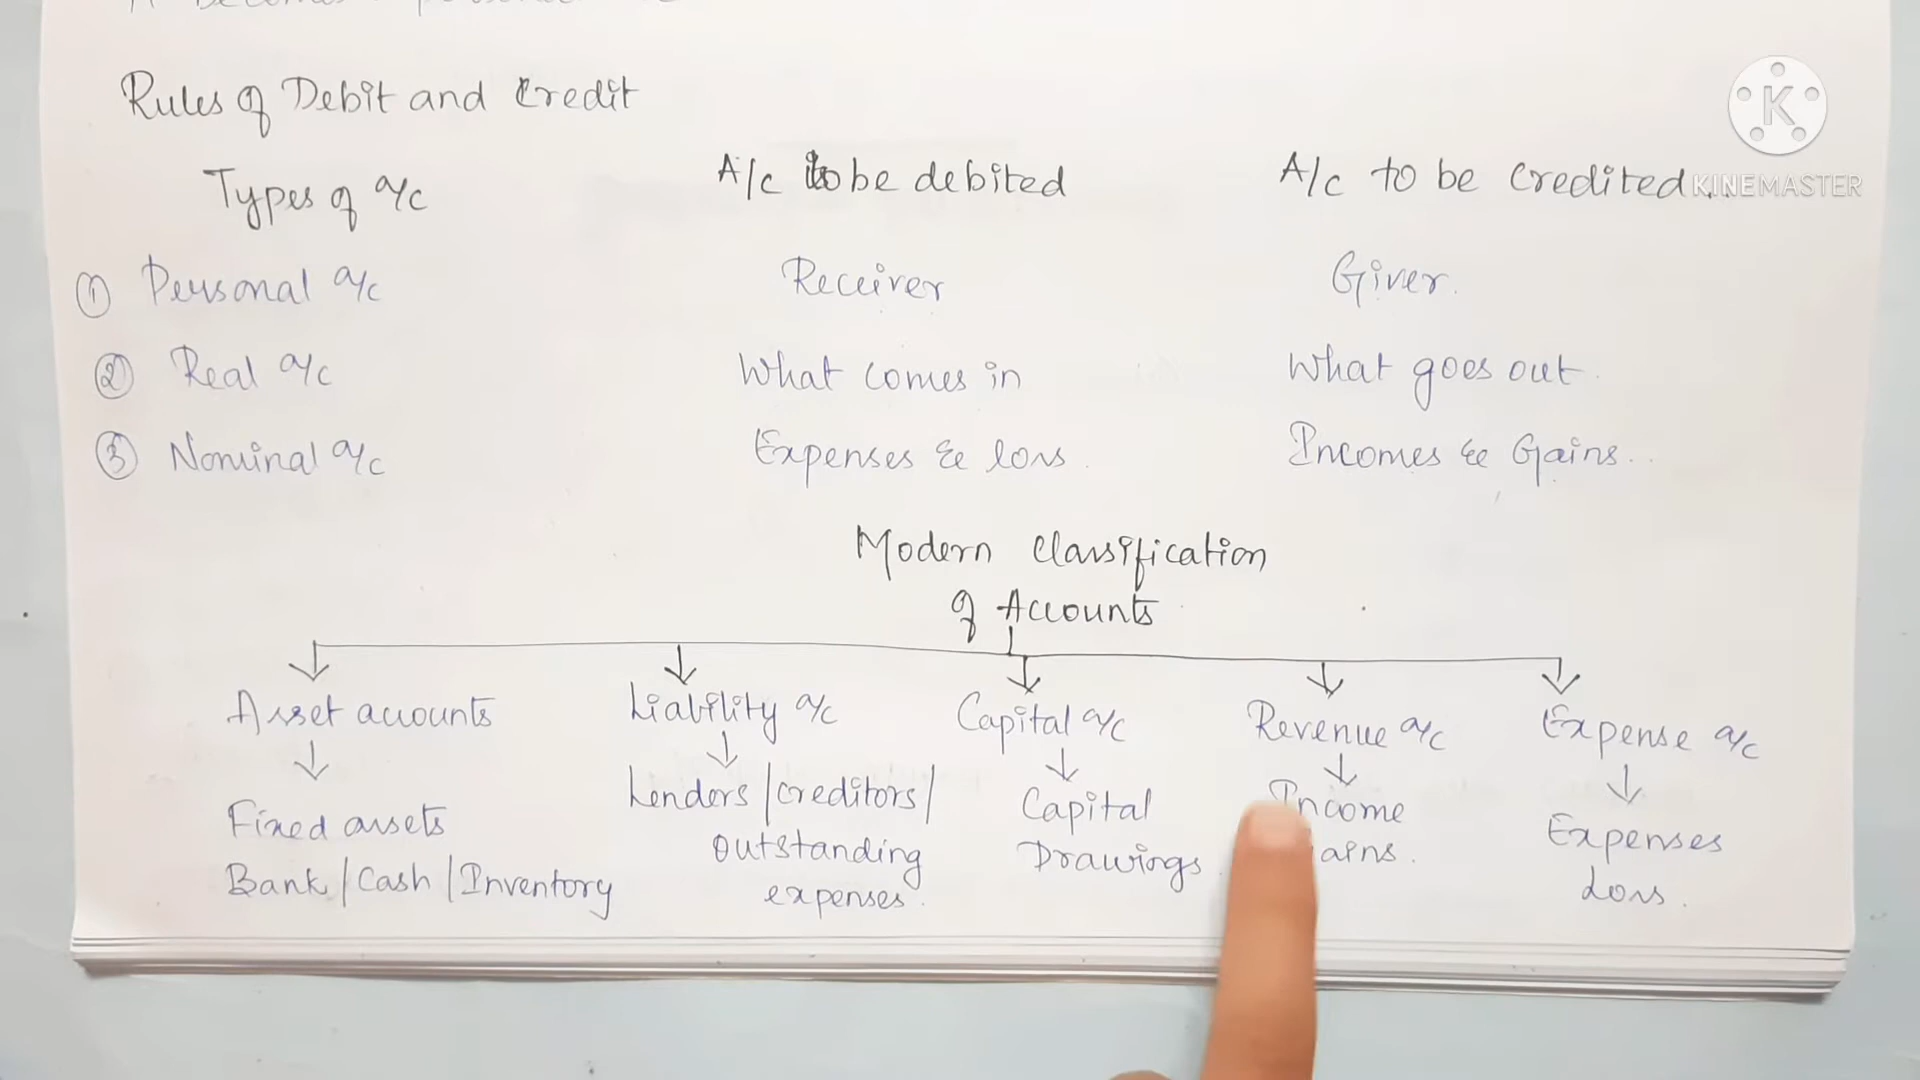 Rules of Debit and Credit
Types of a/c A/c to be debited A/c to be credited.
① Personal a/c Receiver Giver.
② Real a/c What comes in What goes out.
③ Nominal a/c Expenses & loss. Incomes & Gains..
Modern Classification
of Accounts
Asset accounts Liability a/c Capital a/c Revenue a/c Expense a/c
Fixed assets Lenders/creditors/ Capital Income Expenses
Bank/Cash/Inventory outstanding Drawings. loss.
expenses.
K
KINEMASTER